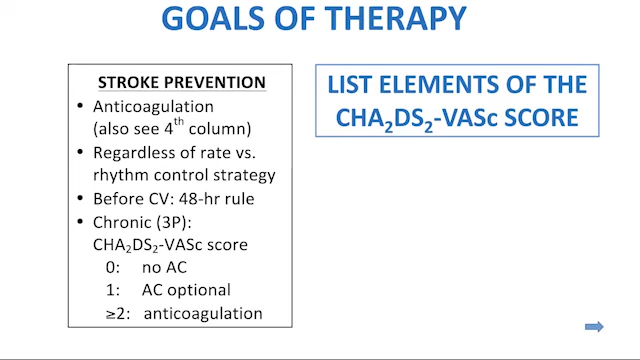 GOALS OF THERAPY
STROKE PREVENTION
• Anticoagulation
(also see 4th column)
• Regardless of rate vs.
rhythm control strategy
• Before CV: 48-hr rule
• Chronic (3P):
CHA2DS2-VASc score
0: no AC
1: AC optional
≥2: anticoagulation
LIST ELEMENTS OF THE
CHA2DS2-VASc SCORE